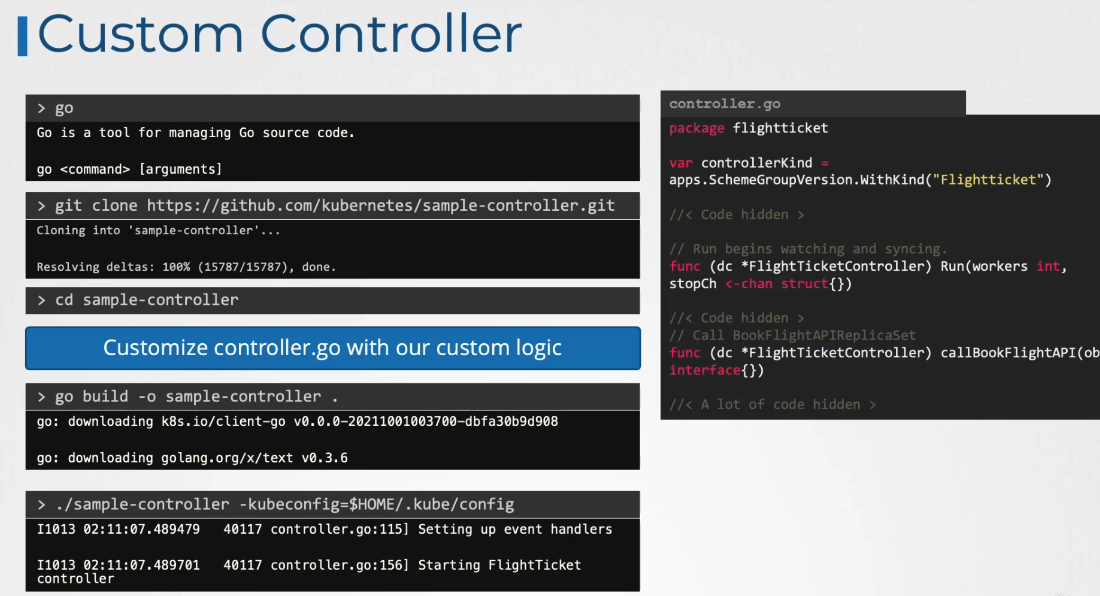 Custom Controller
> go
Go is a tool for managing Go source code.
go <command> [arguments]
> git clone https://github.com/kubernetes/sample-controller.git
Cloning into 'sample-controller'...
Resolving deltas: 100% (15787/15787), done.
> cd sample-controller
Customize controller.go with our custom logic
> go build -o sample-controller .
go: downloading k8s.io/client-go v0.0.0-20211001003700-dbfa30b9d908
go: downloading golang.org/x/text v0.3.6
> ./sample-controller -kubeconfig=$HOME/.kube/config
I1013 02:11:07.489479   40117 controller.go:115] Setting up event handlers
I1013 02:11:07.489701   40117 controller.go:156] Starting FlightTicket
controller
controller.go
package flightticket
var controllerKind =
apps.SchemeGroupVersion.WithKind("Flightticket")
//< Code hidden >
// Run begins watching and syncing.
func (dc *FlightTicketController) Run(workers int,
stopCh <-chan struct{})
//< Code hidden >
// Call BookFlightAPIReplicaSet
func (dc *FlightTicketController) callBookFlightAPI(ob
interface{})
//< A lot of code hidden >